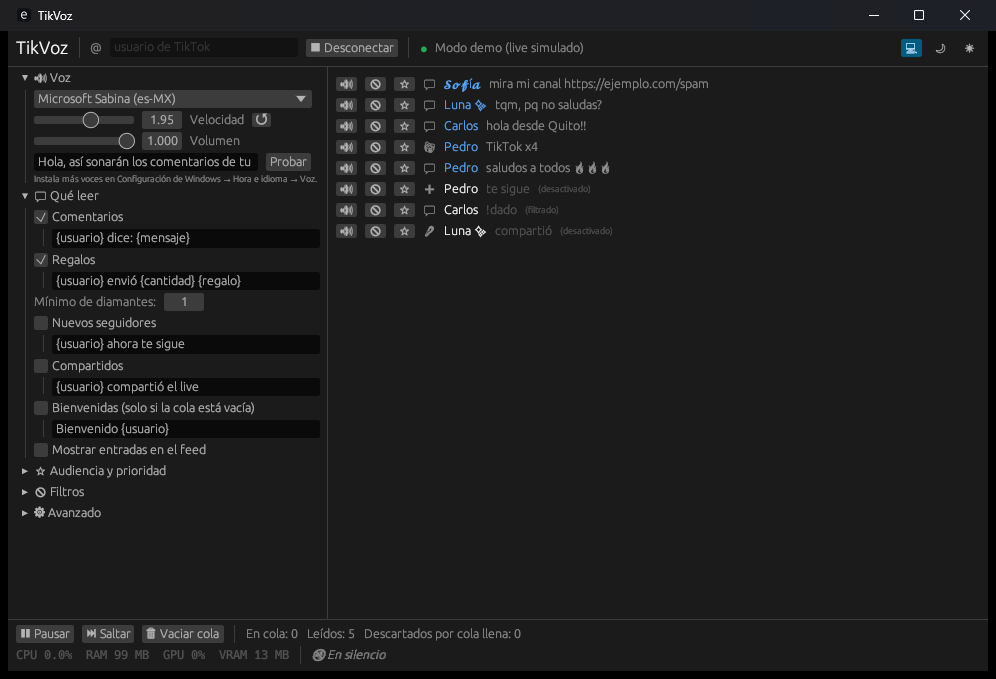 TikVoz
TikVoz @ usuario de TikTok Desconectar Modo demo (live simulado)
Voz
Microsoft Sabina (es-MX)
1.95 Velocidad
1.000 Volumen
Hola, así sonarán los comentarios de tu Probar
Instala más voces en Configuración de Windows → Hora e idioma → Voz.
Qué leer
Comentarios
{usuario} dice: {mensaje}
Regalos
{usuario} envió {cantidad} {regalo}
Mínimo de diamantes: 1
Nuevos seguidores
{usuario} ahora te sigue
Compartidos
{usuario} compartió el live
Bienvenidas (solo si la cola está vacía)
Bienvenido {usuario}
Mostrar entradas en el feed
Audiencia y prioridad
Filtros
Avanzado
𝓢𝓸𝓯í𝓪 mira mi canal https://ejemplo.com/spam
Luna ✨ tqm, pq no saludas?
Carlos hola desde Quito!!
Pedro TikTok x4
Pedro saludos a todos 🔥🔥🔥
Pedro te sigue (desactivado)
Carlos !dado (filtrado)
Luna ✨ compartió (desactivado)
Pausar Saltar Vaciar cola En cola: 0 Leídos: 5 Descartados por cola llena: 0
CPU 0.0% RAM 99 MB GPU 0% VRAM 13 MB En silencio